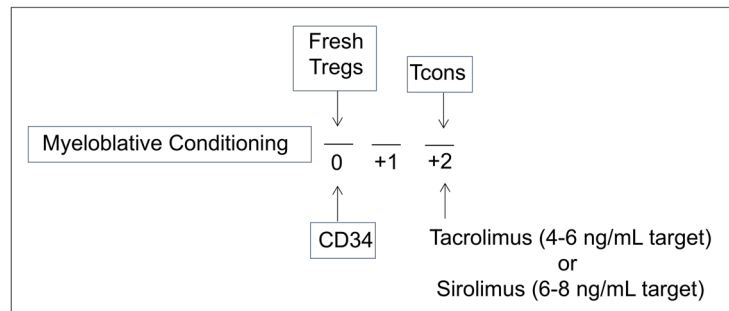 Fresh
Tregs
Tcons
Myeloblative Conditioning
0 +1 +2
CD34
Tacrolimus (4-6 ng/mL target)
or
Sirolimus (6-8 ng/mL target)